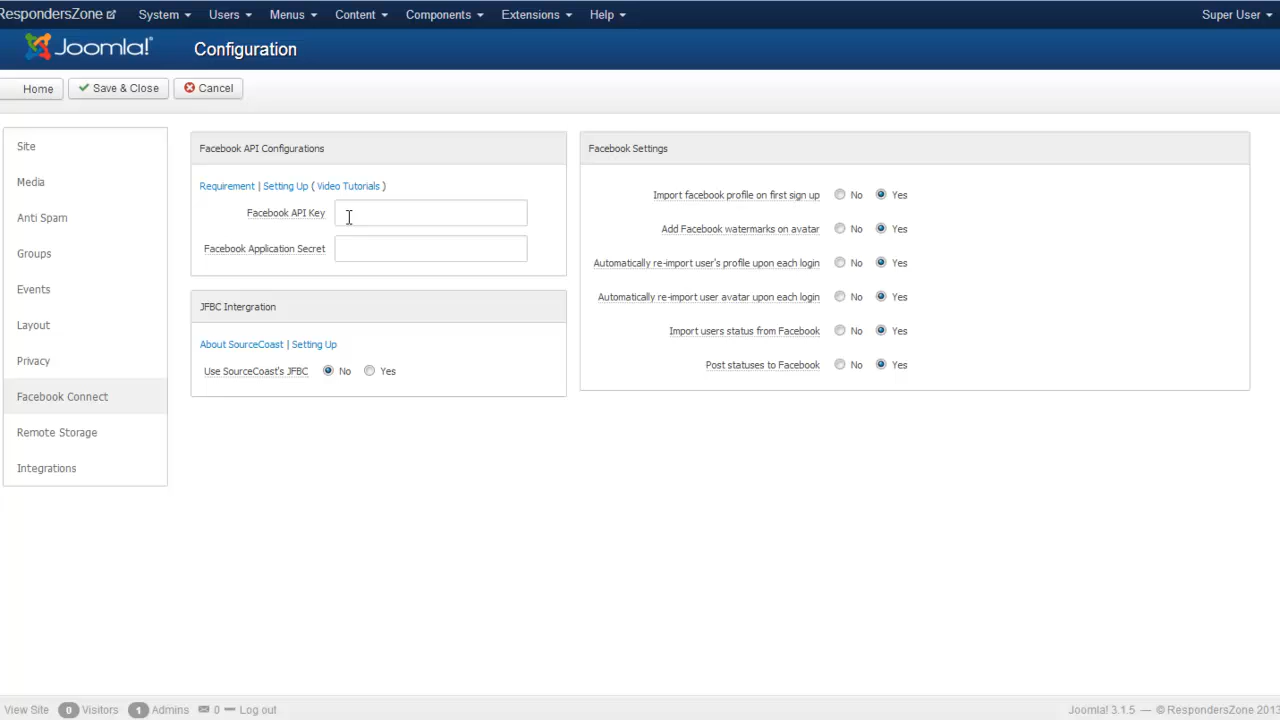 RespondersZone System Users Menus Content Components Extensions Help Super User
Joomla! Configuration
Home Save & Close Cancel
Site
Media
Anti Spam
Groups
Events
Layout
Privacy
Facebook Connect
Remote Storage
Integrations
Facebook API Configurations
Requirement | Setting Up ( Video Tutorials )
Facebook API Key
Facebook Application Secret
JFBC Intergration
About SourceCoast | Setting Up
Use SourceCoast's JFBC No Yes
Facebook Settings
Import facebook profile on first sign up No Yes
Add Facebook watermarks on avatar No Yes
Automatically re-import user's profile upon each login No Yes
Automatically re-import user avatar upon each login No Yes
Import users status from Facebook No Yes
Post statuses to Facebook No Yes
View Site 0 Visitors 1 Admins 0 Log out Joomla! 3.1.5 — © RespondersZone 2013